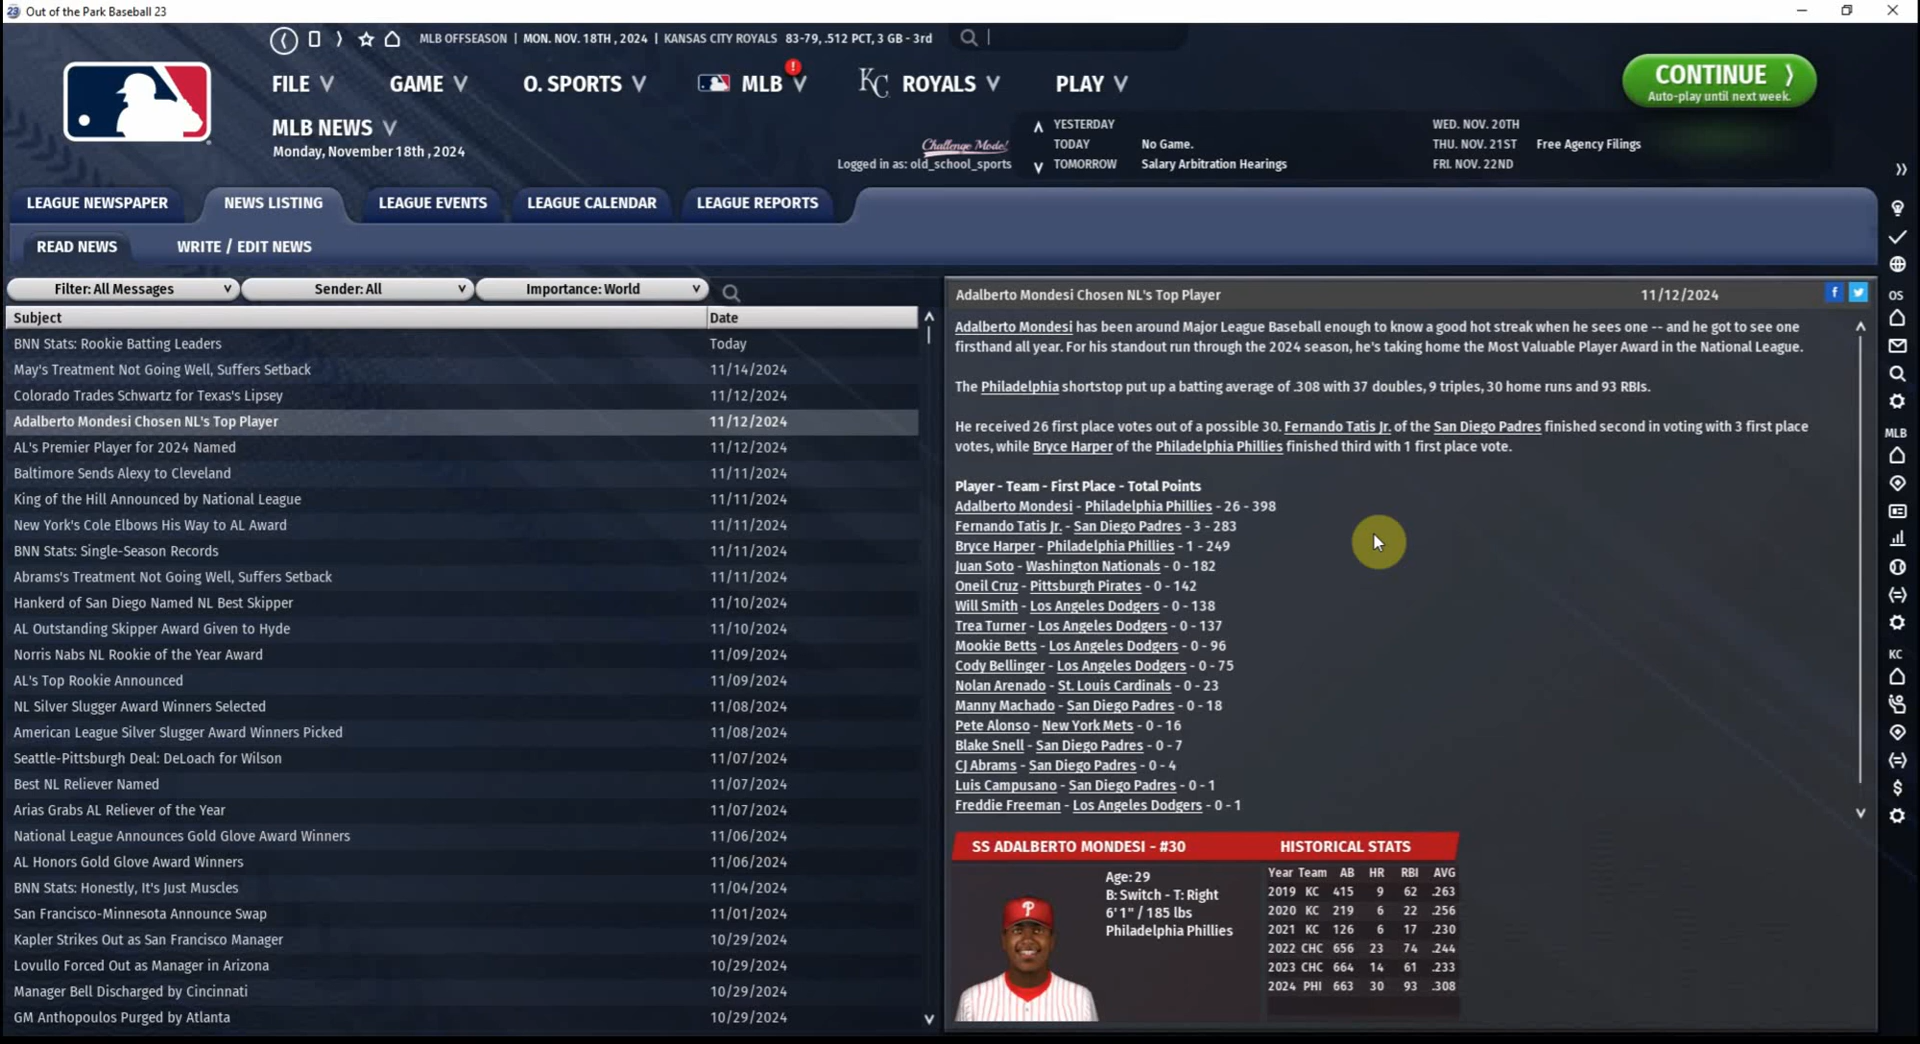 Out of the Park Baseball 23
MLB OFFSEASON | MON. NOV. 18TH, 2024 | KANSAS CITY ROYALS 83-79, .512 PCT, 3 GB - 3rd
FILE GAME O. SPORTS MLB ROYALS PLAY
CONTINUE
Auto-play until next week.
MLB NEWS
Monday, November 18th, 2024
Challenge Mode!
Logged in as: old_school_sports
YESTERDAY
TODAY No Game.
TOMORROW Salary Arbitration Hearings
WED. NOV. 20TH
THU. NOV. 21ST Free Agency Filings
FRI. NOV. 22ND
LEAGUE NEWSPAPER NEWS LISTING LEAGUE EVENTS LEAGUE CALENDAR LEAGUE REPORTS
READ NEWS WRITE / EDIT NEWS
Filter: All Messages Sender: All Importance: World
Subject Date
BNN Stats: Rookie Batting Leaders Today
May's Treatment Not Going Well, Suffers Setback 11/14/2024
Colorado Trades Schwartz for Texas's Lipsey 11/12/2024
Adalberto Mondesi Chosen NL's Top Player 11/12/2024
AL's Premier Player for 2024 Named 11/12/2024
Baltimore Sends Alexy to Cleveland 11/11/2024
King of the Hill Announced by National League 11/11/2024
New York's Cole Elbows His Way to AL Award 11/11/2024
BNN Stats: Single-Season Records 11/11/2024
Abrams's Treatment Not Going Well, Suffers Setback 11/11/2024
Hankerd of San Diego Named NL Best Skipper 11/10/2024
AL Outstanding Skipper Award Given to Hyde 11/10/2024
Norris Nabs NL Rookie of the Year Award 11/09/2024
AL's Top Rookie Announced 11/09/2024
NL Silver Slugger Award Winners Selected 11/08/2024
American League Silver Slugger Award Winners Picked 11/08/2024
Seattle-Pittsburgh Deal: DeLoach for Wilson 11/07/2024
Best NL Reliever Named 11/07/2024
Arias Grabs AL Reliever of the Year 11/07/2024
National League Announces Gold Glove Award Winners 11/06/2024
AL Honors Gold Glove Award Winners 11/06/2024
BNN Stats: Honestly, It's Just Muscles 11/04/2024
San Francisco-Minnesota Announce Swap 11/01/2024
Kapler Strikes Out as San Francisco Manager 10/29/2024
Lovullo Forced Out as Manager in Arizona 10/29/2024
Manager Bell Discharged by Cincinnati 10/29/2024
GM Anthopoulos Purged by Atlanta 10/29/2024
Adalberto Mondesi Chosen NL's Top Player 11/12/2024
Adalberto Mondesi has been around Major League Baseball enough to know a good hot streak when he sees one -- and he got to see one
firsthand all year. For his standout run through the 2024 season, he's taking home the Most Valuable Player Award in the National League.
The Philadelphia shortstop put up a batting average of .308 with 37 doubles, 9 triples, 30 home runs and 93 RBIs.
He received 26 first place votes out of a possible 30. Fernando Tatis Jr. of the San Diego Padres finished second in voting with 3 first place
votes, while Bryce Harper of the Philadelphia Phillies finished third with 1 first place vote.
Player - Team - First Place - Total Points
Adalberto Mondesi - Philadelphia Phillies - 26 - 398
Fernando Tatis Jr. - San Diego Padres - 3 - 283
Bryce Harper - Philadelphia Phillies - 1 - 249
Juan Soto - Washington Nationals - 0 - 182
Oneil Cruz - Pittsburgh Pirates - 0 - 142
Will Smith - Los Angeles Dodgers - 0 - 138
Trea Turner - Los Angeles Dodgers - 0 - 137
Mookie Betts - Los Angeles Dodgers - 0 - 96
Cody Bellinger - Los Angeles Dodgers - 0 - 75
Nolan Arenado - St. Louis Cardinals - 0 - 23
Manny Machado - San Diego Padres - 0 - 18
Pete Alonso - New York Mets - 0 - 16
Blake Snell - San Diego Padres - 0 - 7
CJ Abrams - San Diego Padres - 0 - 4
Luis Campusano - San Diego Padres - 0 - 1
Freddie Freeman - Los Angeles Dodgers - 0 - 1
SS ADALBERTO MONDESI - #30 HISTORICAL STATS
Age: 29
B: Switch - T: Right
6' 1" / 185 lbs
Philadelphia Phillies
Year Team AB HR RBI AVG
2019 KC 415 9 62 .263
2020 KC 219 6 22 .256
2021 KC 126 6 17 .230
2022 CHC 656 23 74 .244
2023 CHC 664 14 61 .233
2024 PHI 663 30 93 .308
OS
MLB
KC